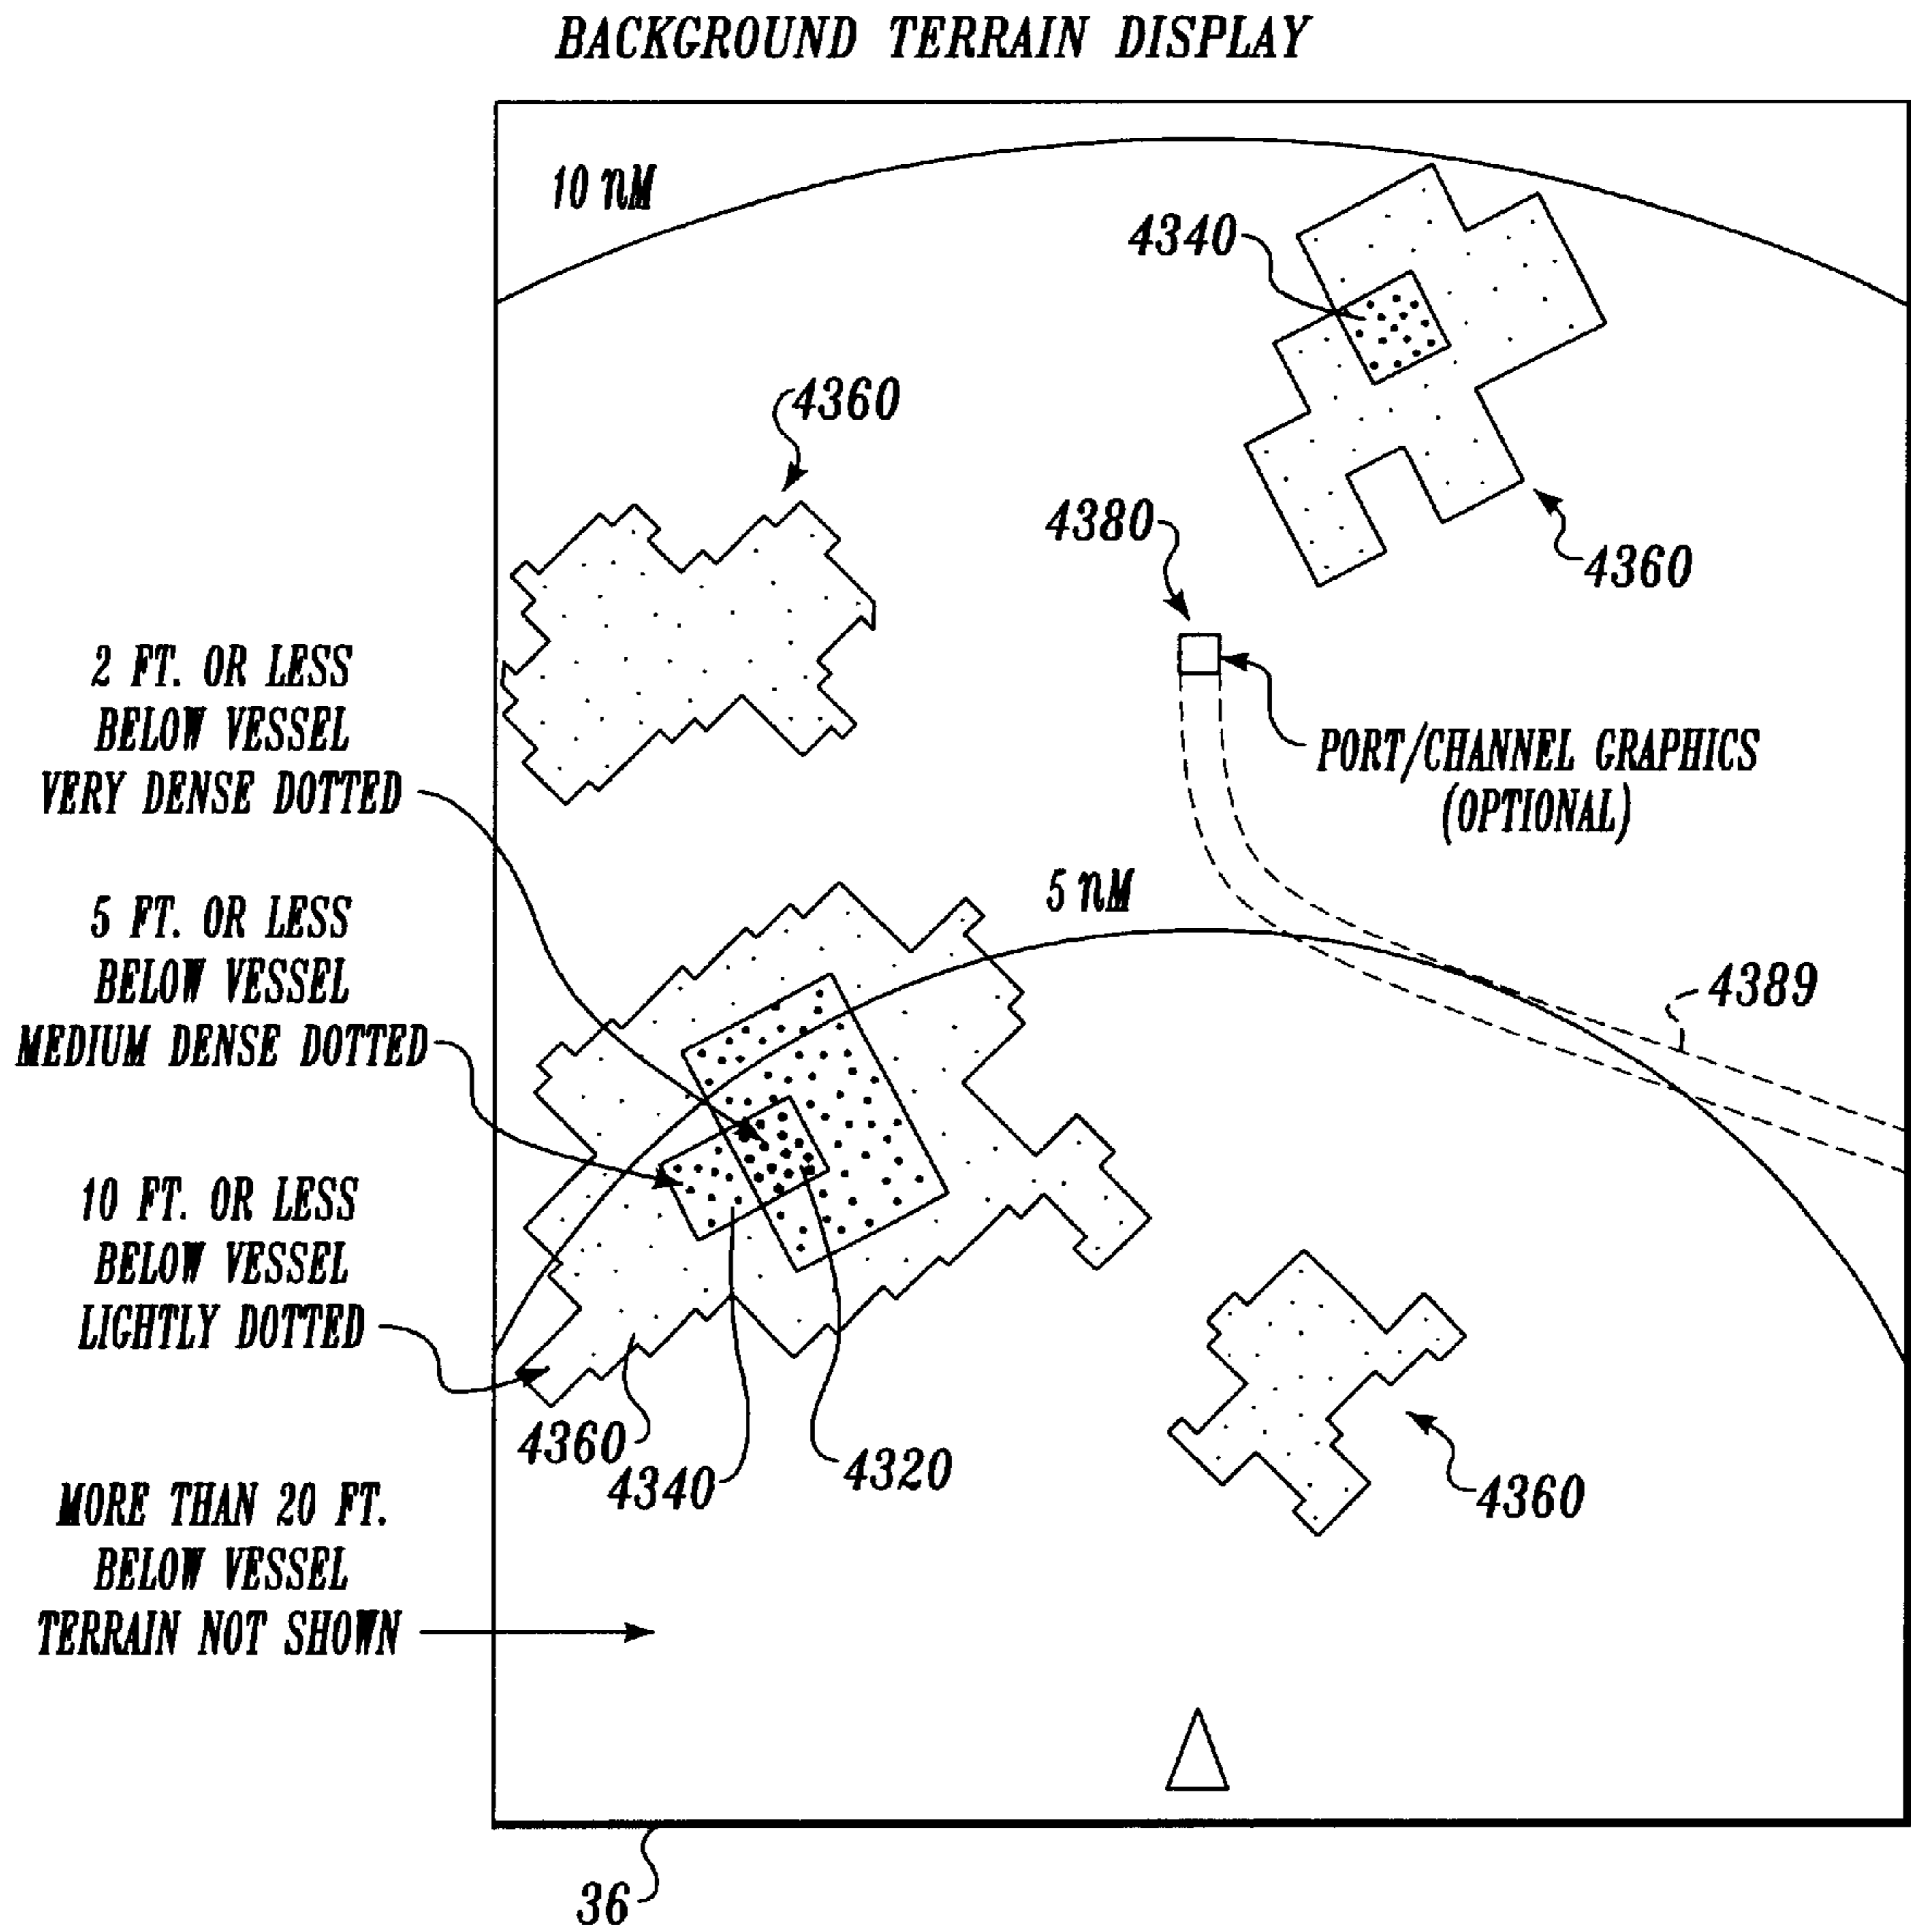 BACKGROUND TERRAIN DISPLAY
10 nM
4340
4360
4380
4360
2 FT. OR LESS
BELOW VESSEL
VERY DENSE DOTTED
PORT/CHANNEL GRAPHICS
(OPTIONAL)
5 nM
5 FT. OR LESS
BELOW VESSEL
MEDIUM DENSE DOTTED
4389
10 FT. OR LESS
BELOW VESSEL
LIGHTLY DOTTED
4360
4340
4320
4360
MORE THAN 20 FT.
BELOW VESSEL
TERRAIN NOT SHOWN
36